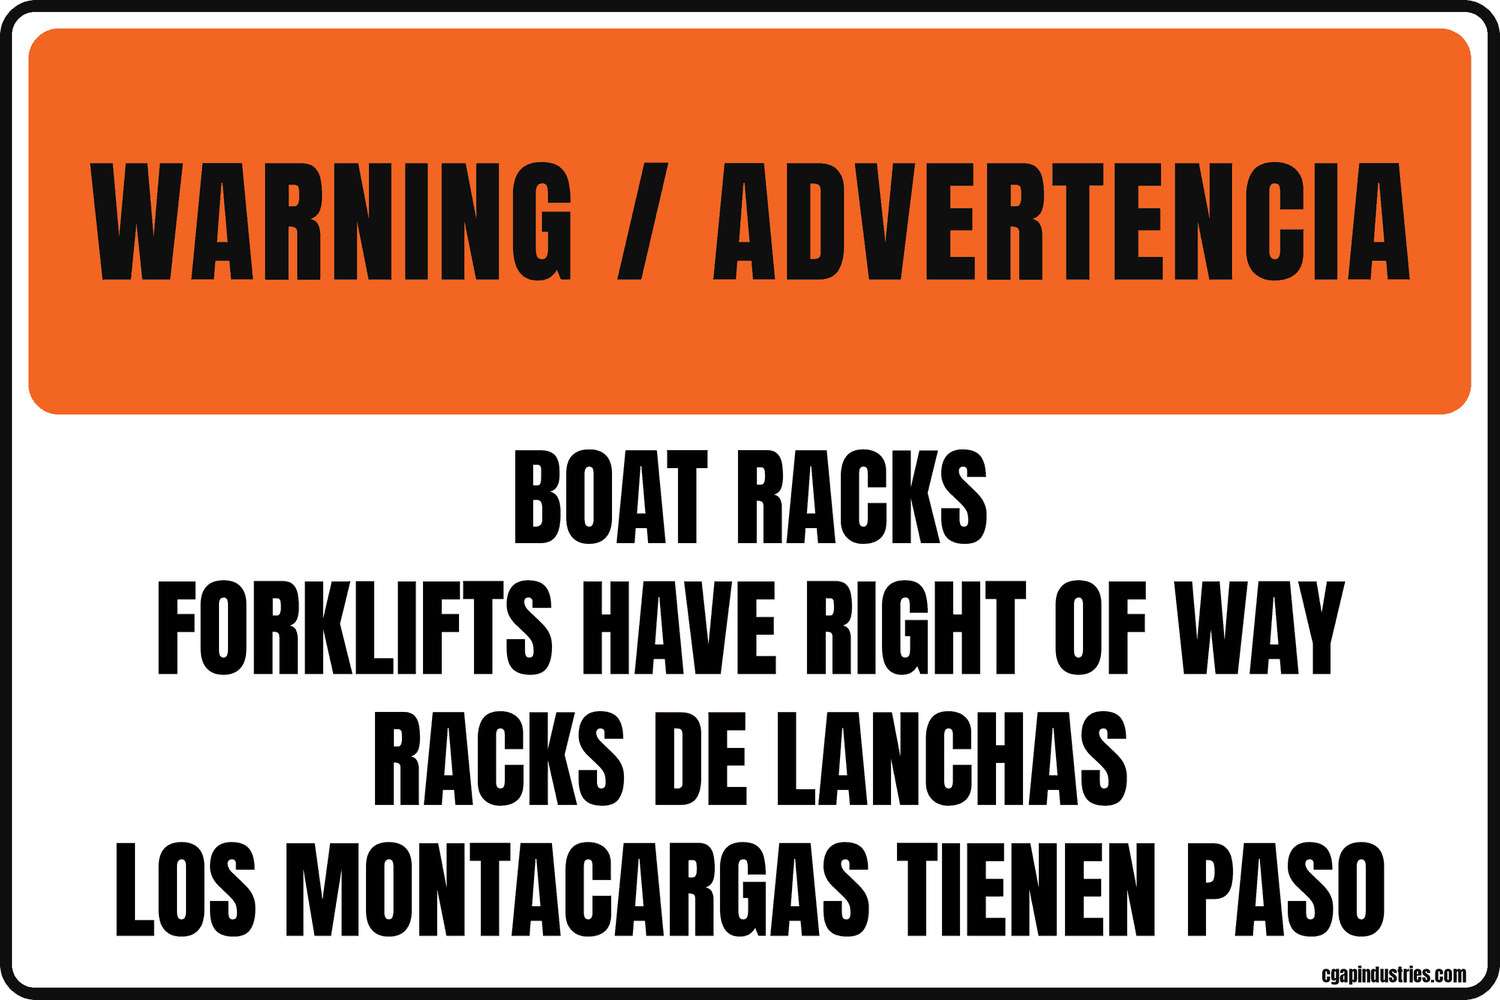 WARNING / ADVERTENCIA
BOAT RACKS
FORKLIFTS HAVE RIGHT OF WAY
RACKS DE LANCHAS
LOS MONTACARGAS TIENEN PASO
cgapindustries.com